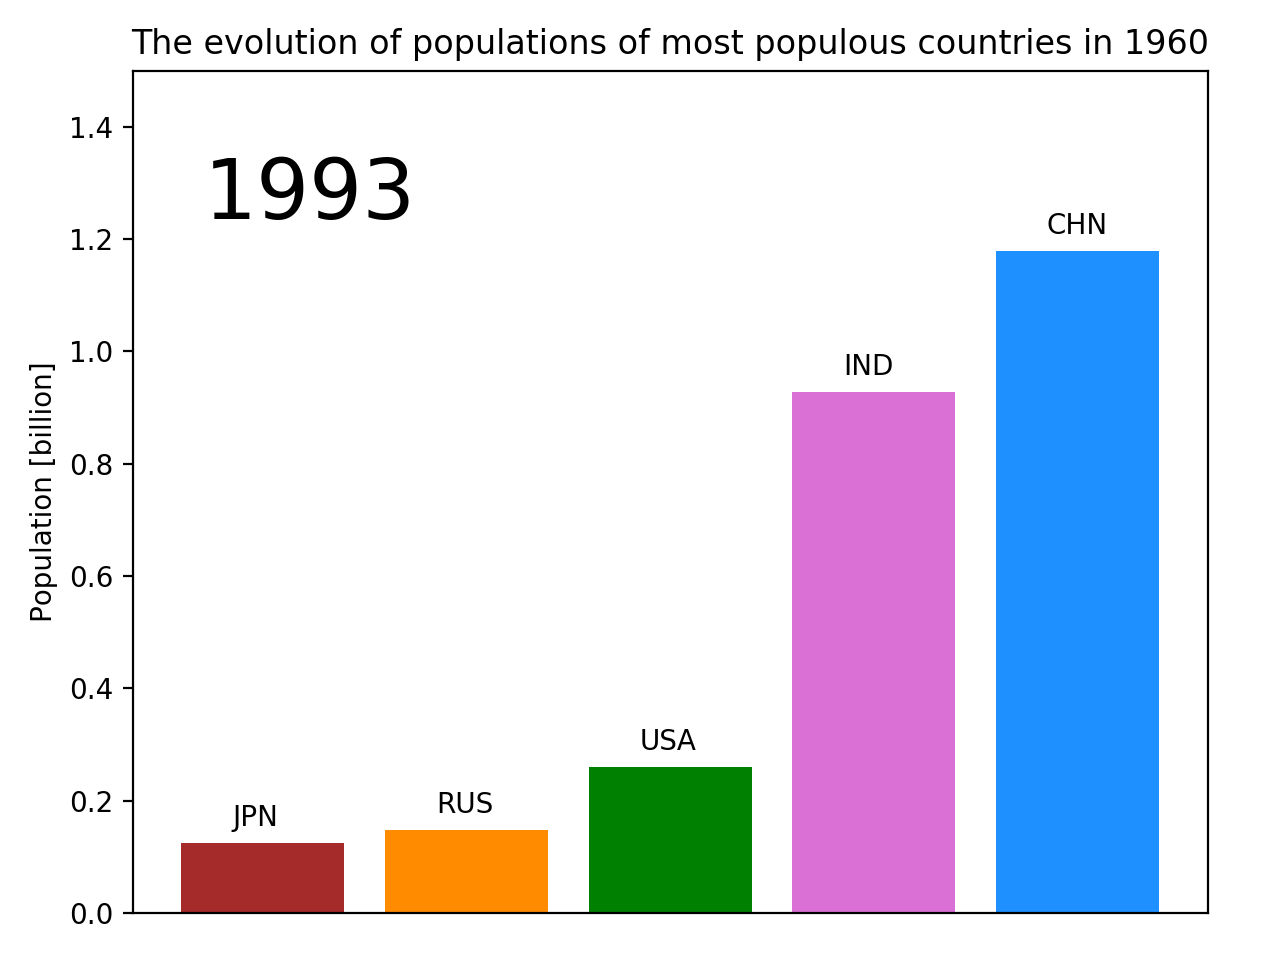 The evolution of populations of most populous countries in 1960
1993
Population [billion]
1.4
1.2
1.0
0.8
0.6
0.4
0.2
0.0
JPN
RUS
USA
IND
CHN